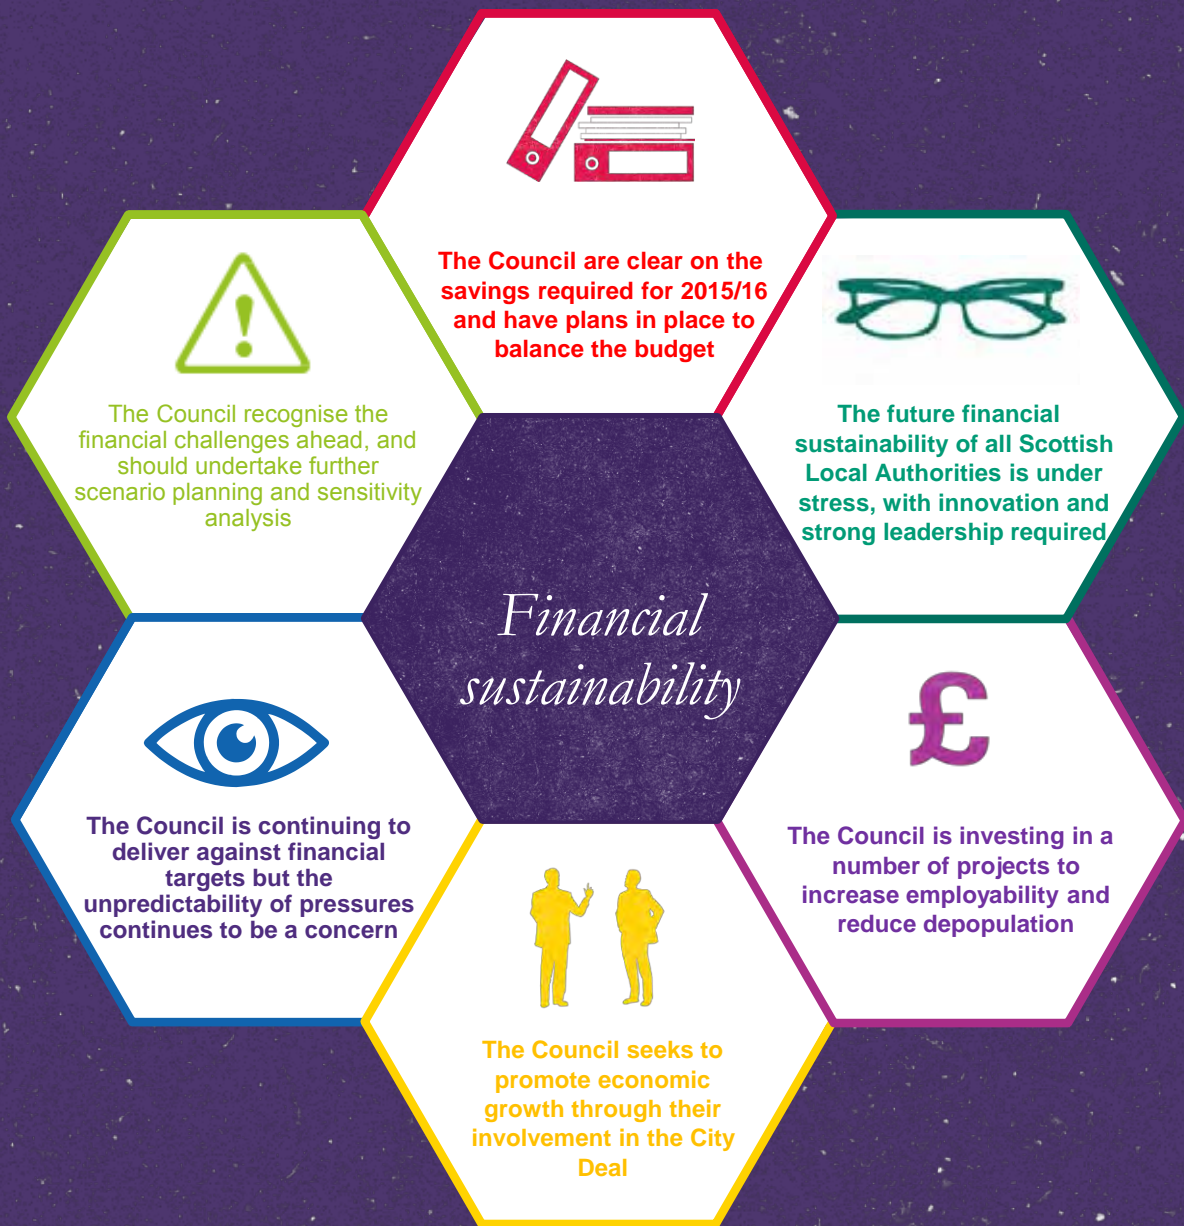 The Council are clear on the
savings required for 2015/16
and have plans in place to
balance the budget
The Council recognise the
financial challenges ahead, and
should undertake further
scenario planning and sensitivity
analysis
The future financial
sustainability of all Scottish
Local Authorities is under
stress, with innovation and
strong leadership required
Financial
sustainability
£
The Council is continuing to
deliver against financial
targets but the
unpredictability of pressures
continues to be a concern
The Council is investing in a
number of projects to
increase employability and
reduce depopulation
The Council seeks to
promote economic
growth through their
involvement in the City
Deal